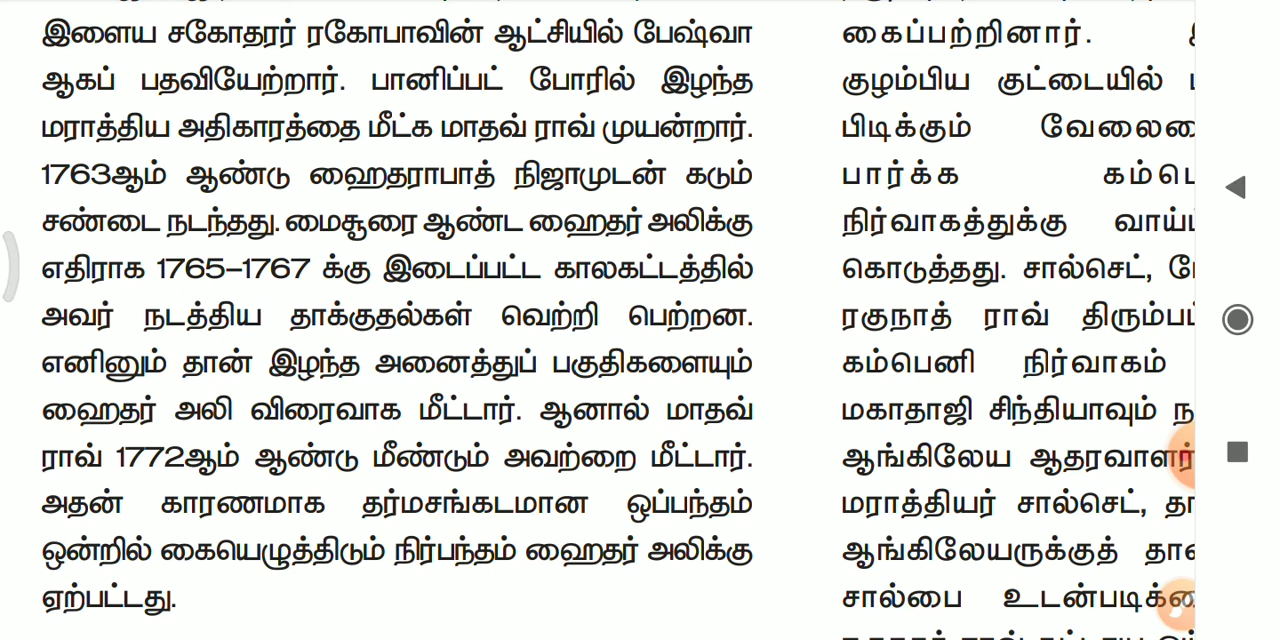 இளைய சகோதரர் ரகோபாவின் ஆட்சியில் பேஷ்வா
ஆகப் பதவியேற்றார். பானிப்பட் போரில் இழந்த
மராத்திய அதிகாரத்தை மீட்க மாதவ் ராவ் முயன்றார்.
1763ஆம் ஆண்டு ஹைதராபாத் நிஜாமுடன் கடும்
சண்டை நடந்தது. மைசூரை ஆண்ட ஹைதர் அலிக்கு
எதிராக 1765–1767 க்கு இடைப்பட்ட காலகட்டத்தில்
அவர் நடத்திய தாக்குதல்கள் வெற்றி பெற்றன.
எனினும் தான் இழந்த அனைத்துப் பகுதிகளையும்
ஹைதர் அலி விரைவாக மீட்டார். ஆனால் மாதவ்
ராவ் 1772ஆம் ஆண்டு மீண்டும் அவற்றை மீட்டார்.
அதன் காரணமாக தர்மசங்கடமான ஒப்பந்தம்
ஒன்றில் கையெழுத்திடும் நிர்பந்தம் ஹைதர் அலிக்கு
ஏற்பட்டது.
கைப்பற்றினார்.
குழம்பிய குட்டையில்
பிடிக்கும்
பார்க்க
நிர்வாகத்துக்கு
கொடுத்தது. சால்செட்,
ரகுநாத் ராவ்
கம்பெனி நிர்வாகம்
மகாதாஜி சிந்தியாவும்
ஆங்கிலேய
மராத்தியர் சால்செட்,
ஆங்கிலேயருக்குத்
சால்பை